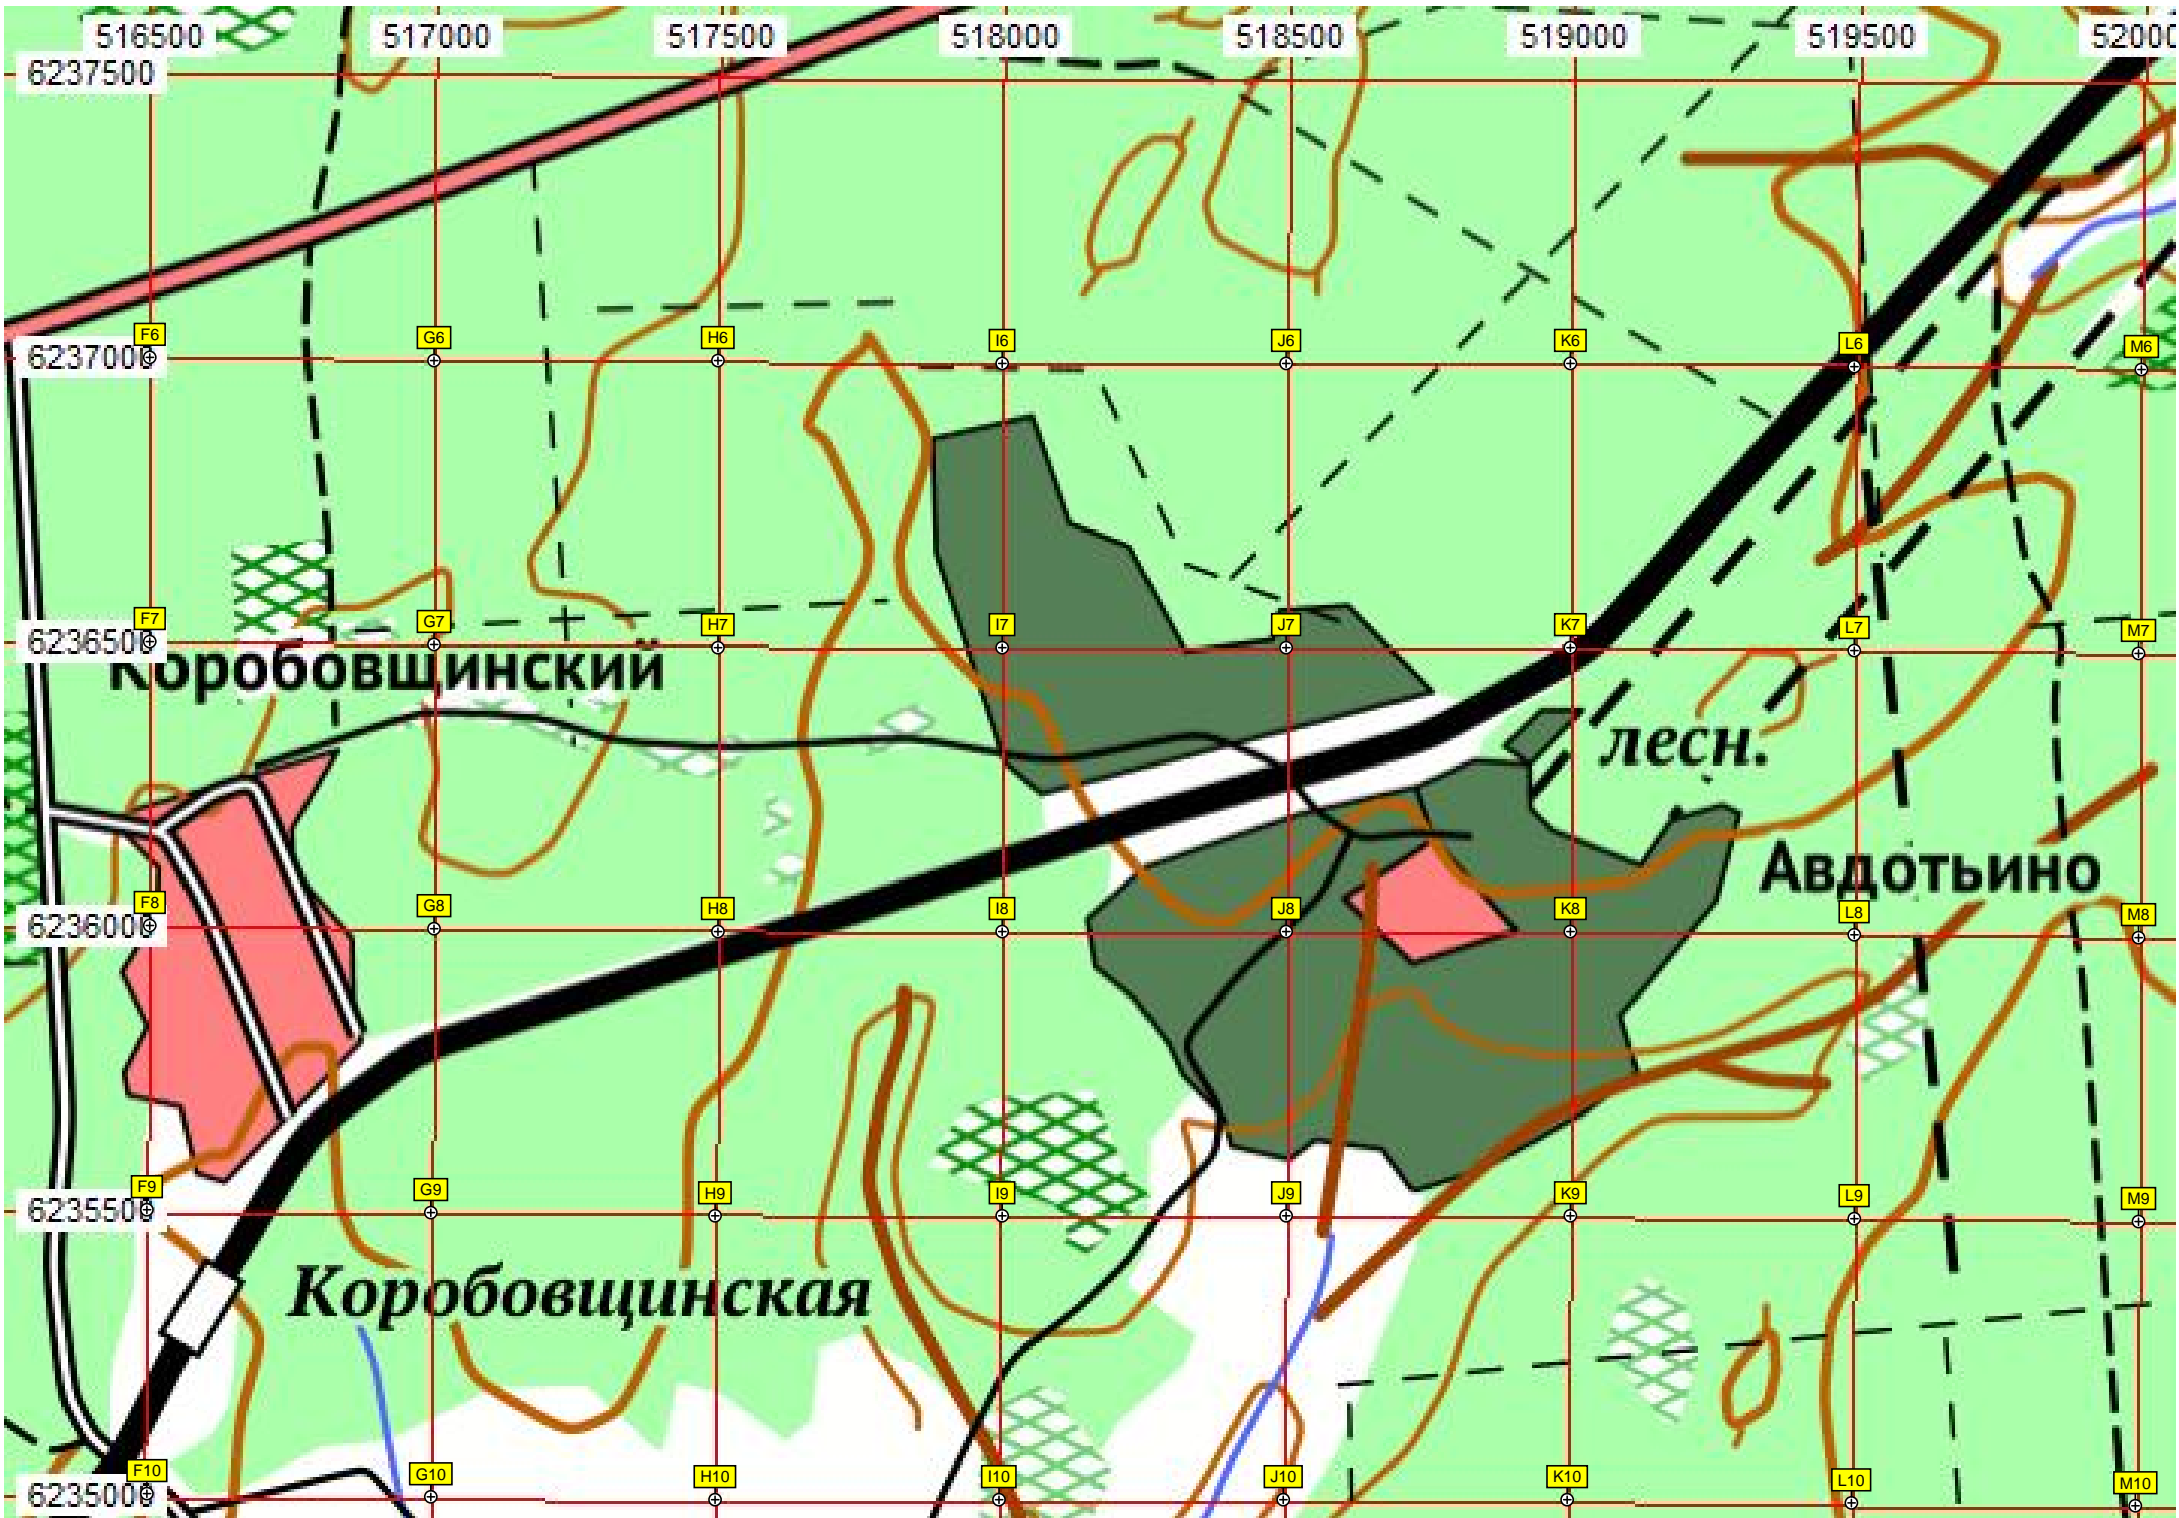 516500 517000 517500 518000 518500 519000 519500 52000
6237500
F6 G6 H6 I6 J6 K6 L6 M6
6237000
F7 G7 H7 I7 J7 K7 L7 M7
6236500
Коробовщинский
лесн.
Авдотьино
F8 G8 H8 I8 J8 K8 L8 M8
6236000
F9 G9 H9 I9 J9 K9 L9 M9
6235500
Коробовщинская
F10 G10 H10 I10 J10 K10 L10 M10
6235000